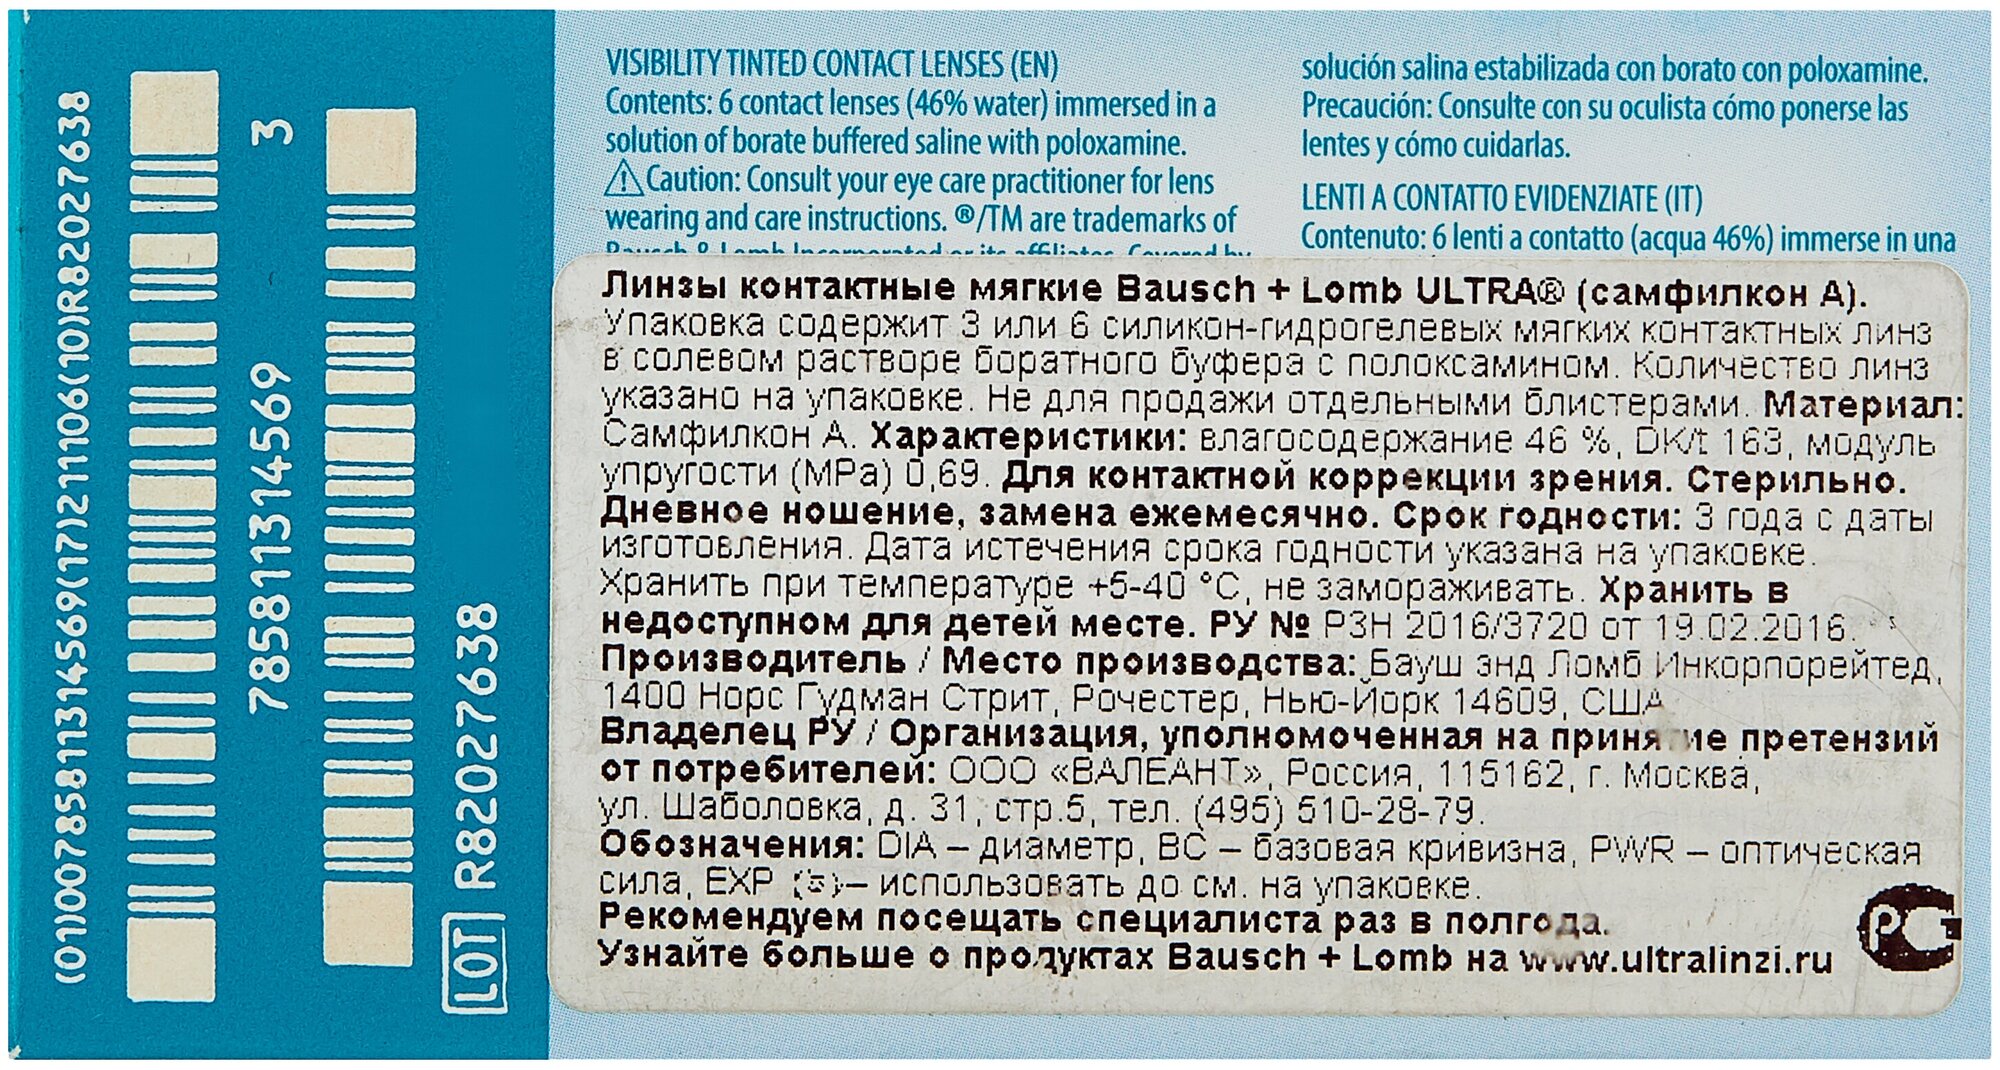 (01)00785811314569(17)211106(10)R82027638
785811314569 3
LOT R82027638
VISIBILITY TINTED CONTACT LENSES (EN)
Contents: 6 contact lenses (46% water) immersed in a
solution of borate buffered saline with poloxamine.
Caution: Consult your eye care practitioner for lens
wearing and care instructions. ®/TM are trademarks of
Bausch & Lomb Incorporated or its affiliates. Covered by
solución salina estabilizada con borato con poloxamine.
Precaución: Consulte con su oculista cómo ponerse las
lentes y cómo cuidarlas.
LENTI A CONTATTO EVIDENZIATE (IT)
Contenuto: 6 lenti a contatto (acqua 46%) immerse in una
Линзы контактные мягкие Bausch + Lomb ULTRA® (самфилкон А).
Упаковка содержит 3 или 6 силикон-гидрогелевых мягких контактных линз
в солевом растворе боратного буфера с полоксамином. Количество линз
указано на упаковке. Не для продажи отдельными блистерами. Материал:
Самфилкон А. Характеристики: влагосодержание 46 %, DK/t 163, модуль
упругости (MPa) 0,69. Для контактной коррекции зрения. Стерильно.
Дневное ношение, замена ежемесячно. Срок годности: 3 года с даты
изготовления. Дата истечения срока годности указана на упаковке.
Хранить при температуре +5-40 °C, не замораживать. Хранить в
недоступном для детей месте. РУ № РЗН 2016/3720 от 19.02.2016.
Производитель / Место производства: Бауш энд Ломб Инкорпорейтед,
1400 Норс Гудман Стрит, Рочестер, Нью-Йорк 14609, США
Владелец РУ / Организация, уполномоченная на принятие претензий
от потребителей: ООО «ВАЛЕАНТ», Россия, 115162, г. Москва,
ул. Шаболовка, д. 31, стр.5, тел. (495) 510-28-79.
Обозначения: DIA – диаметр, BC – базовая кривизна, PWR – оптическая
сила, EXP – использовать до см. на упаковке.
Рекомендуем посещать специалиста раз в полгода.
Узнайте больше о продуктах Bausch + Lomb на www.ultralinzi.ru